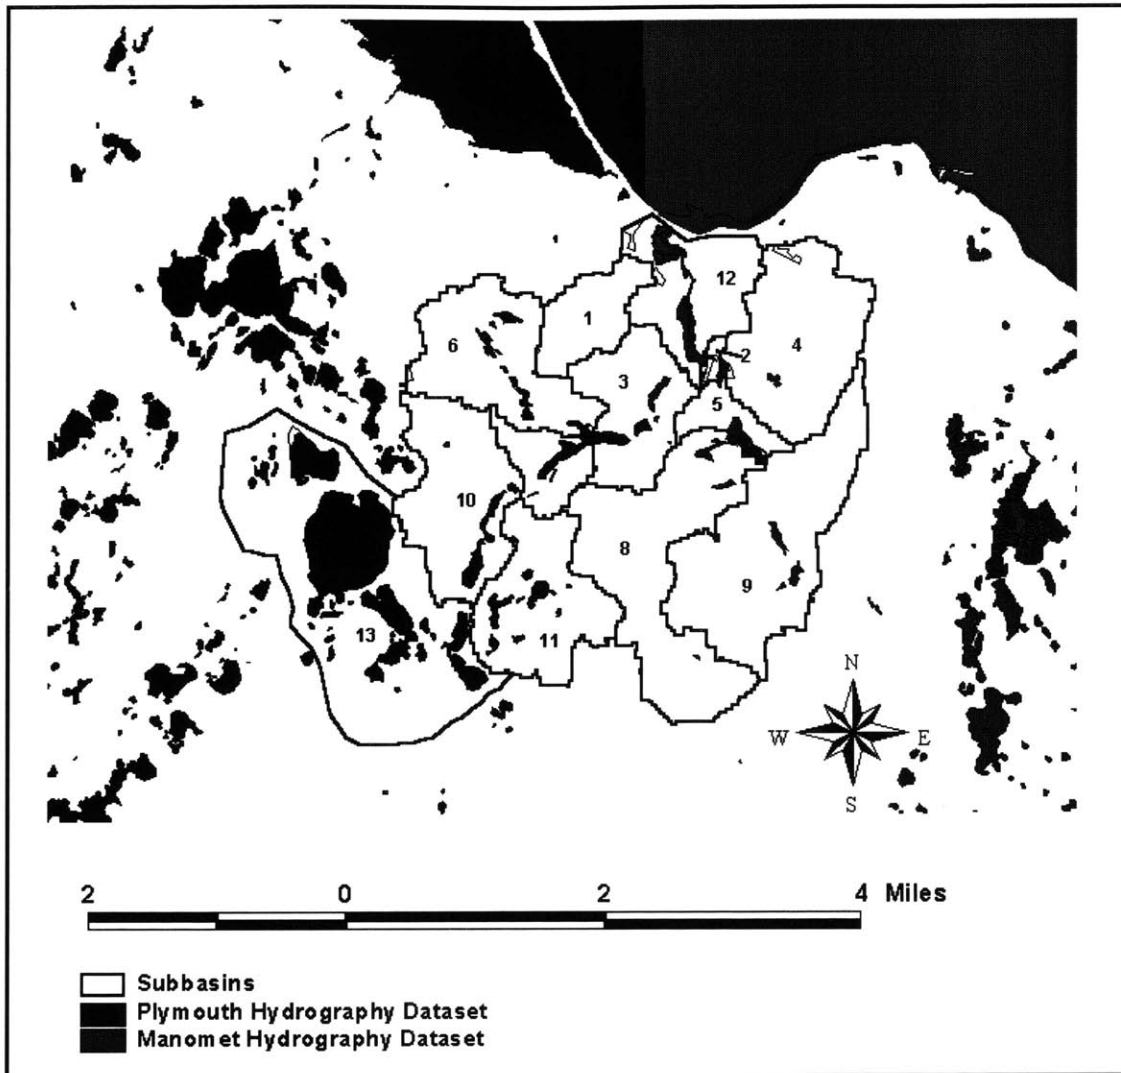 12
1
6
2
4
3
5
10
8
9
13
11
N
W E
S
2 0 2 4 Miles
Subbasins
Plymouth Hydrography Dataset
Manomet Hydrography Dataset